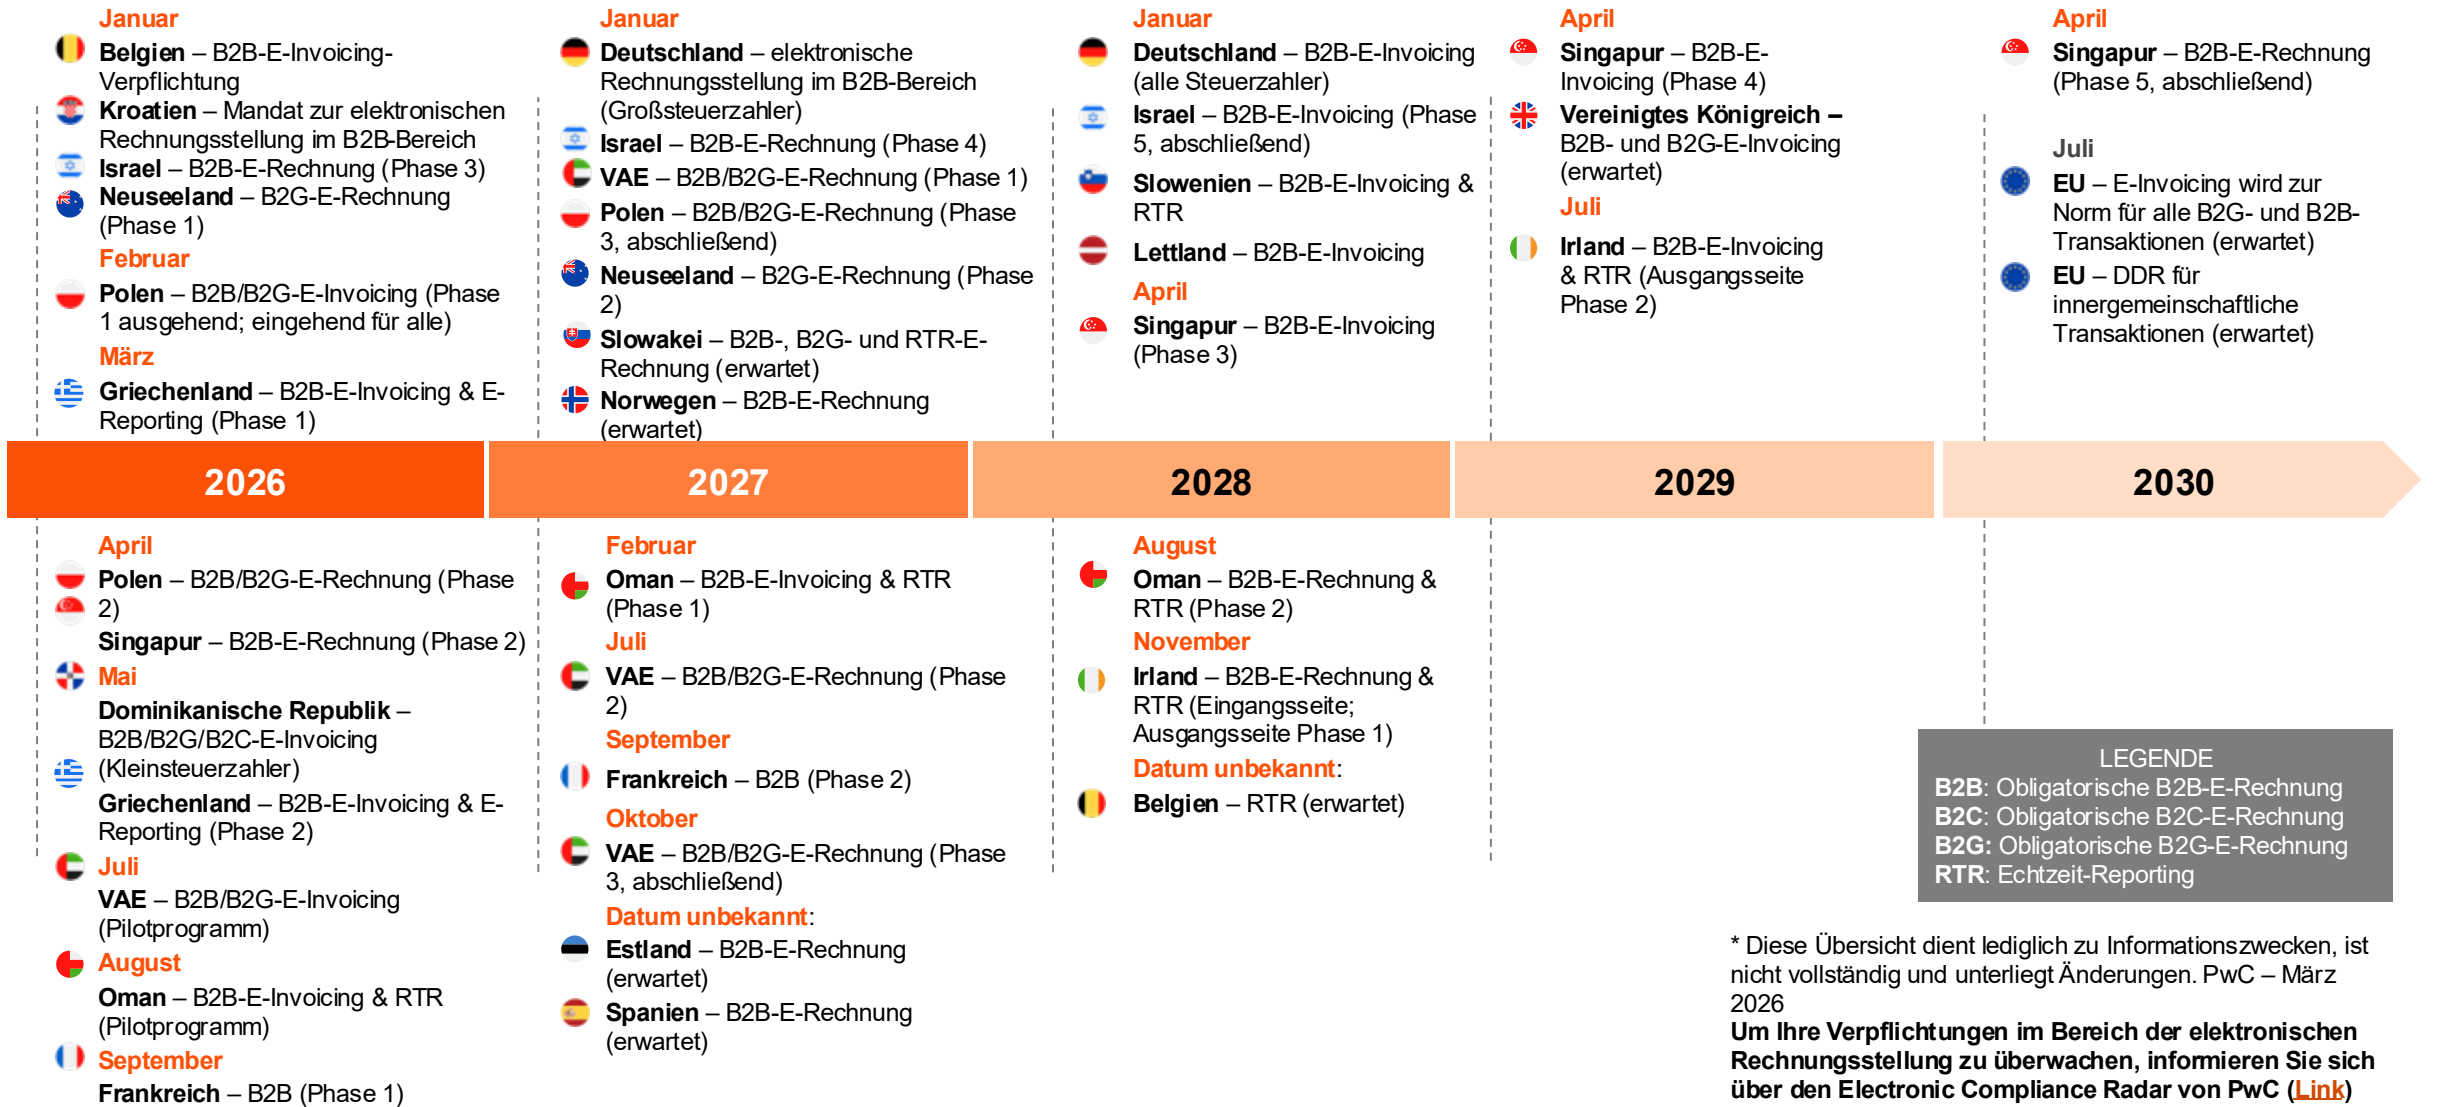 Januar
Belgien – B2B-E-Invoicing-
Verpflichtung
Kroatien – Mandat zur elektronischen
Rechnungsstellung im B2B-Bereich
Israel – B2B-E-Rechnung (Phase 3)
Neuseeland – B2G-E-Rechnung
(Phase 1)
Februar
Polen – B2B/B2G-E-Invoicing (Phase
1 ausgehend; eingehend für alle)
März
Griechenland – B2B-E-Invoicing & E-
Reporting (Phase 1)
Januar
Deutschland – elektronische
Rechnungsstellung im B2B-Bereich
(Großsteuerzahler)
Israel – B2B-E-Rechnung (Phase 4)
VAE – B2B/B2G-E-Rechnung (Phase 1)
Polen – B2B/B2G-E-Rechnung (Phase
3, abschließend)
Neuseeland – B2G-E-Rechnung (Phase
2)
Slowakei – B2B-, B2G- und RTR-E-
Rechnung (erwartet)
Norwegen – B2B-E-Rechnung
(erwartet)
Januar
Deutschland – B2B-E-Invoicing
(alle Steuerzahler)
Israel – B2B-E-Invoicing (Phase
5, abschließend)
Slowenien – B2B-E-Invoicing &
RTR
Lettland – B2B-E-Invoicing
April
Singapur – B2B-E-Invoicing
(Phase 3)
April
Singapur – B2B-E-
Invoicing (Phase 4)
Vereinigtes Königreich –
B2B- und B2G-E-Invoicing
(erwartet)
Juli
Irland – B2B-E-Invoicing
& RTR (Ausgangsseite
Phase 2)
April
Singapur – B2B-E-Rechnung
(Phase 5, abschließend)
Juli
EU – E-Invoicing wird zur
Norm für alle B2G- und B2B-
Transaktionen (erwartet)
EU – DDR für
innergemeinschaftliche
Transaktionen (erwartet)
2026
2027
2028
2029
2030
April
Polen – B2B/B2G-E-Rechnung (Phase
2)
Singapur – B2B-E-Rechnung (Phase 2)
Mai
Dominikanische Republik –
B2B/B2G/B2C-E-Invoicing
(Kleinsteuerzahler)
Griechenland – B2B-E-Invoicing & E-
Reporting (Phase 2)
Juli
VAE – B2B/B2G-E-Invoicing
(Pilotprogramm)
August
Oman – B2B-E-Invoicing & RTR
(Pilotprogramm)
September
Frankreich – B2B (Phase 1)
Februar
Oman – B2B-E-Invoicing & RTR
(Phase 1)
Juli
VAE – B2B/B2G-E-Rechnung (Phase
2)
September
Frankreich – B2B (Phase 2)
Oktober
VAE – B2B/B2G-E-Rechnung (Phase
3, abschließend)
Datum unbekannt:
Estland – B2B-E-Rechnung
(erwartet)
Spanien – B2B-E-Rechnung
(erwartet)
August
Oman – B2B-E-Rechnung &
RTR (Phase 2)
November
Irland – B2B-E-Rechnung &
RTR (Eingangsseite;
Ausgangsseite Phase 1)
Datum unbekannt:
Belgien – RTR (erwartet)
LEGENDE
B2B: Obligatorische B2B-E-Rechnung
B2C: Obligatorische B2C-E-Rechnung
B2G: Obligatorische B2G-E-Rechnung
RTR: Echtzeit-Reporting
* Diese Übersicht dient lediglich zu Informationszwecken, ist
nicht vollständig und unterliegt Änderungen. PwC – März
2026
Um Ihre Verpflichtungen im Bereich der elektronischen
Rechnungsstellung zu überwachen, informieren Sie sich
über den Electronic Compliance Radar von PwC (Link)